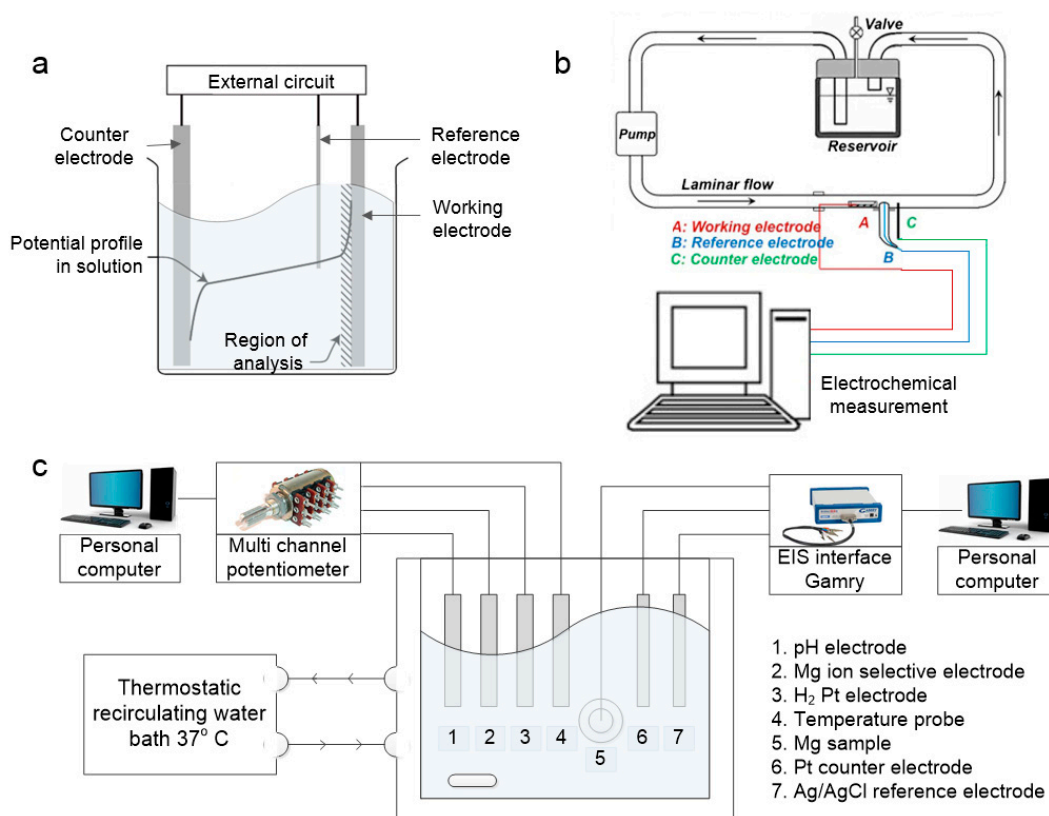 a
External circuit
Counter
electrode
Reference
electrode
Working
electrode
Potential profile
in solution
Region of
analysis
b
Valve
Pump
Reservoir
Laminar flow
A: Working electrode
B: Reference electrode
C: Counter electrode
A
C
B
Electrochemical
measurement
c
Personal
computer
Multi channel
potentiometer
EIS interface
Gamry
Personal
computer
Thermostatic
recirculating water
bath 37° C
1 2 3 4 5 6 7
1. pH electrode
2. Mg ion selective electrode
3. H₂ Pt electrode
4. Temperature probe
5. Mg sample
6. Pt counter electrode
7. Ag/AgCl reference electrode